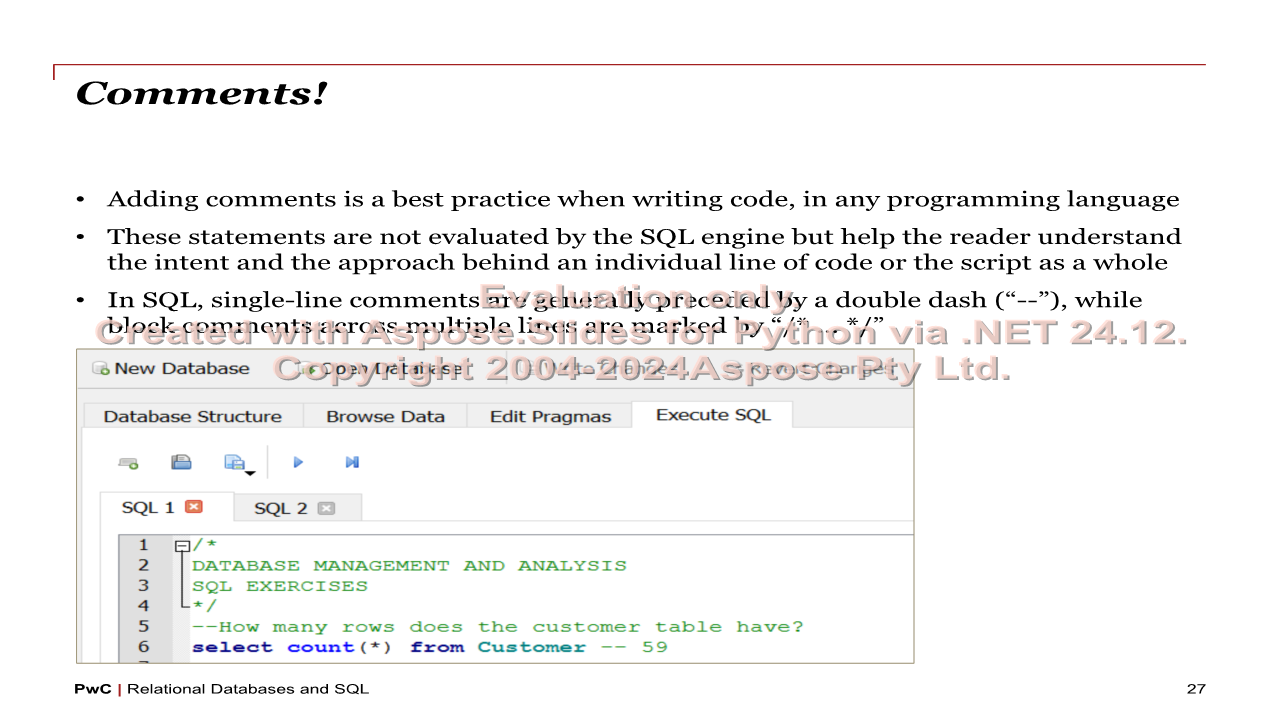 Comments!
• Adding comments is a best practice when writing code, in any programming language
• These statements are not evaluated by the SQL engine but help the reader understand
the intent and the approach behind an individual line of code or the script as a whole
• In SQL, single-line comments are generally preceded by a double dash (“--”), while
block comments across multiple lines are marked by “/* … */”
Evaluation only.
Created with Aspose.Slides for Python via .NET 24.12.
Copyright 2004-2024Aspose Pty Ltd.
New Database Open Database Write Changes Revert Changes
Database Structure Browse Data Edit Pragmas Execute SQL
SQL 1 SQL 2
1 /*
2 DATABASE MANAGEMENT AND ANALYSIS
3 SQL EXERCISES
4 */
5 --How many rows does the customer table have?
6 select count(*) from Customer -- 59
PwC | Relational Databases and SQL 27